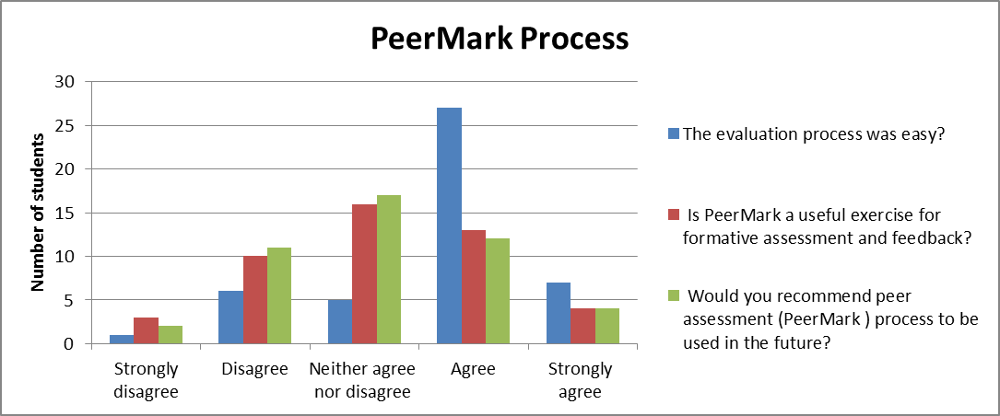 PeerMark Process
Number of students
30
25
20
15
10
5
0
Strongly
disagree
Disagree
Neither agree
nor disagree
Agree
Strongly
agree
The evaluation process was easy?
Is PeerMark a useful exercise for
formative assessment and feedback?
Would you recommend peer
assessment (PeerMark ) process to be
used in the future?